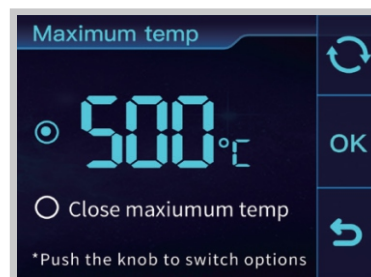 Maximum temp
500°C
OK
Close maxiumum temp
*Push the knob to switch options